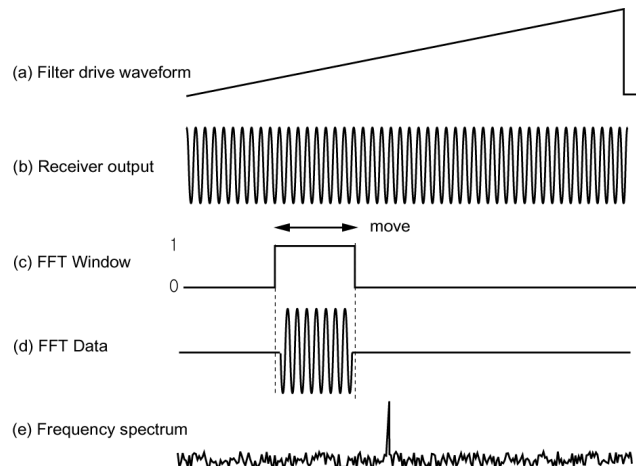 (a) Filter drive waveform
(b) Receiver output
move
(c) FFT Window
1
0
(d) FFT Data
(e) Frequency spectrum